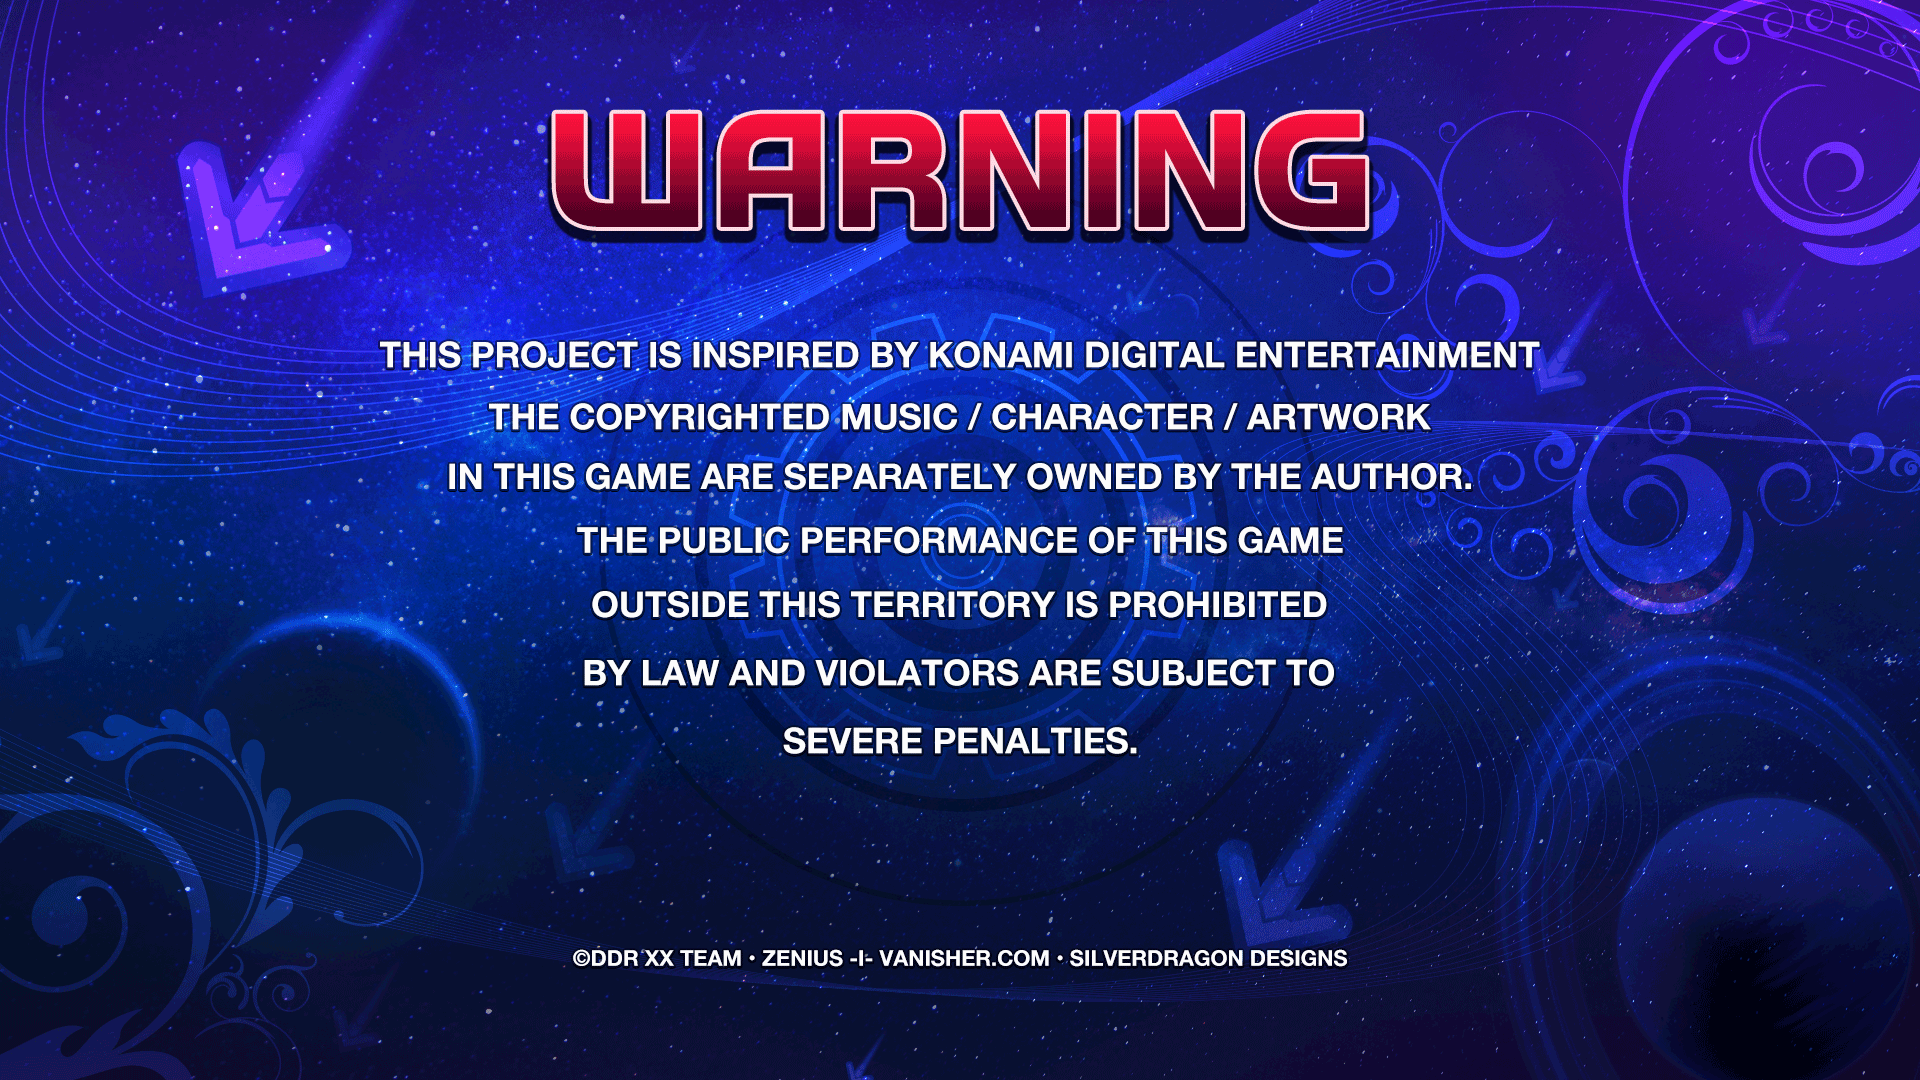 WARNING
THIS PROJECT IS INSPIRED BY KONAMI DIGITAL ENTERTAINMENT
THE COPYRIGHTED MUSIC / CHARACTER / ARTWORK
IN THIS GAME ARE SEPARATELY OWNED BY THE AUTHOR.
THE PUBLIC PERFORMANCE OF THIS GAME
OUTSIDE THIS TERRITORY IS PROHIBITED
BY LAW AND VIOLATORS ARE SUBJECT TO
SEVERE PENALTIES.
©DDR XX TEAM • ZENIUS -I- VANISHER.COM • SILVERDRAGON DESIGNS